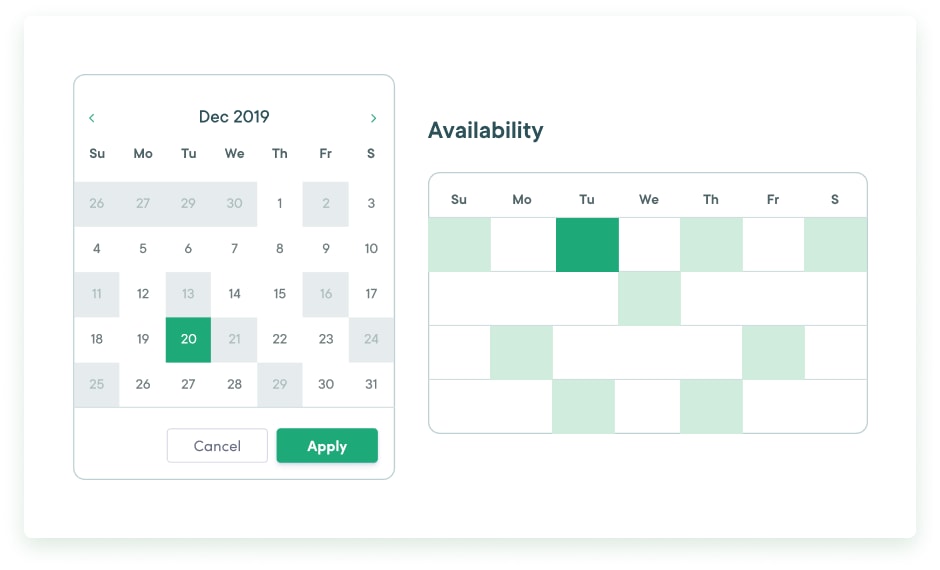 Dec 2019
Su Mo Tu We Th Fr S
26 27 29 30 1 2 3
4 5 6 7 8 9 10
11 12 13 14 15 16 17
18 19 20 21 22 23 24
25 26 27 28 29 30 31
Cancel Apply
Availability
Su Mo Tu We Th Fr S